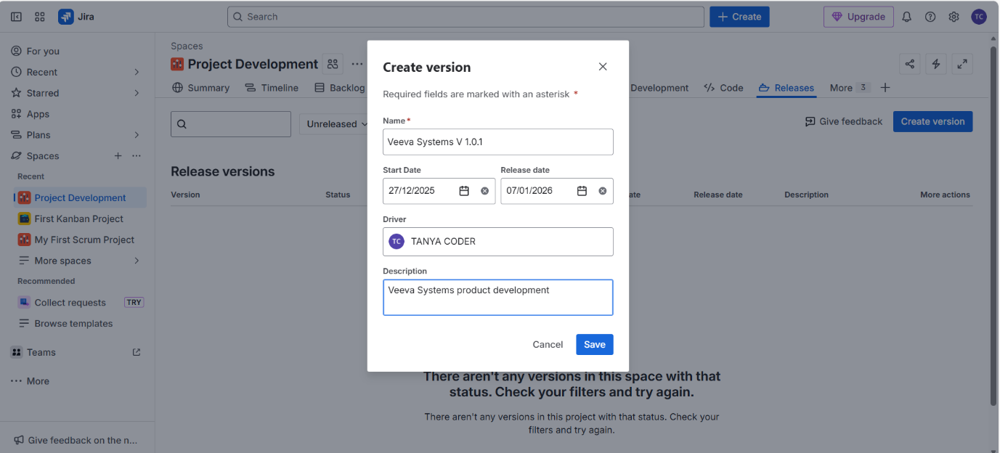 Jira
Search
Create
Upgrade
TC
For you
Recent
Starred
Apps
Plans
Spaces
Recent
Project Development
First Kanban Project
My First Scrum Project
More spaces
Recommended
Collect requests TRY
Browse templates
Teams
More
Give feedback on the n...
Spaces
Project Development
Summary Timeline Backlog Development Code Releases More 3
Unreleased
Give feedback Create version
Release versions
Version Status Release date Description More actions
Create version
Required fields are marked with an asterisk *
Name *
Veeva Systems V 1.0.1
Start Date Release date
27/12/2025 07/01/2026
Driver
TC TANYA CODER
Description
Veeva Systems product development
Cancel Save
There aren't any versions in this space with that
status. Check your filters and try again.
There aren't any versions in this project with that status. Check your
filters and try again.